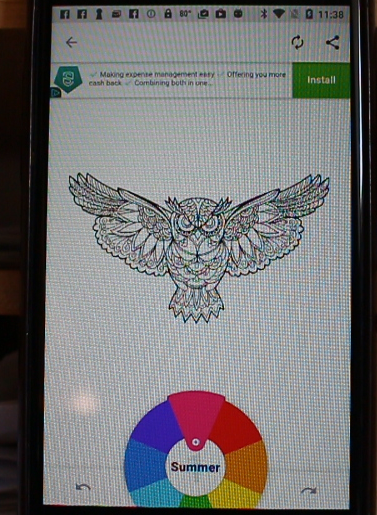 80° 11:38
✓ Making expense management easy ✓ Offering you more
cash back ✓ Combining both in one...
Install
Summer